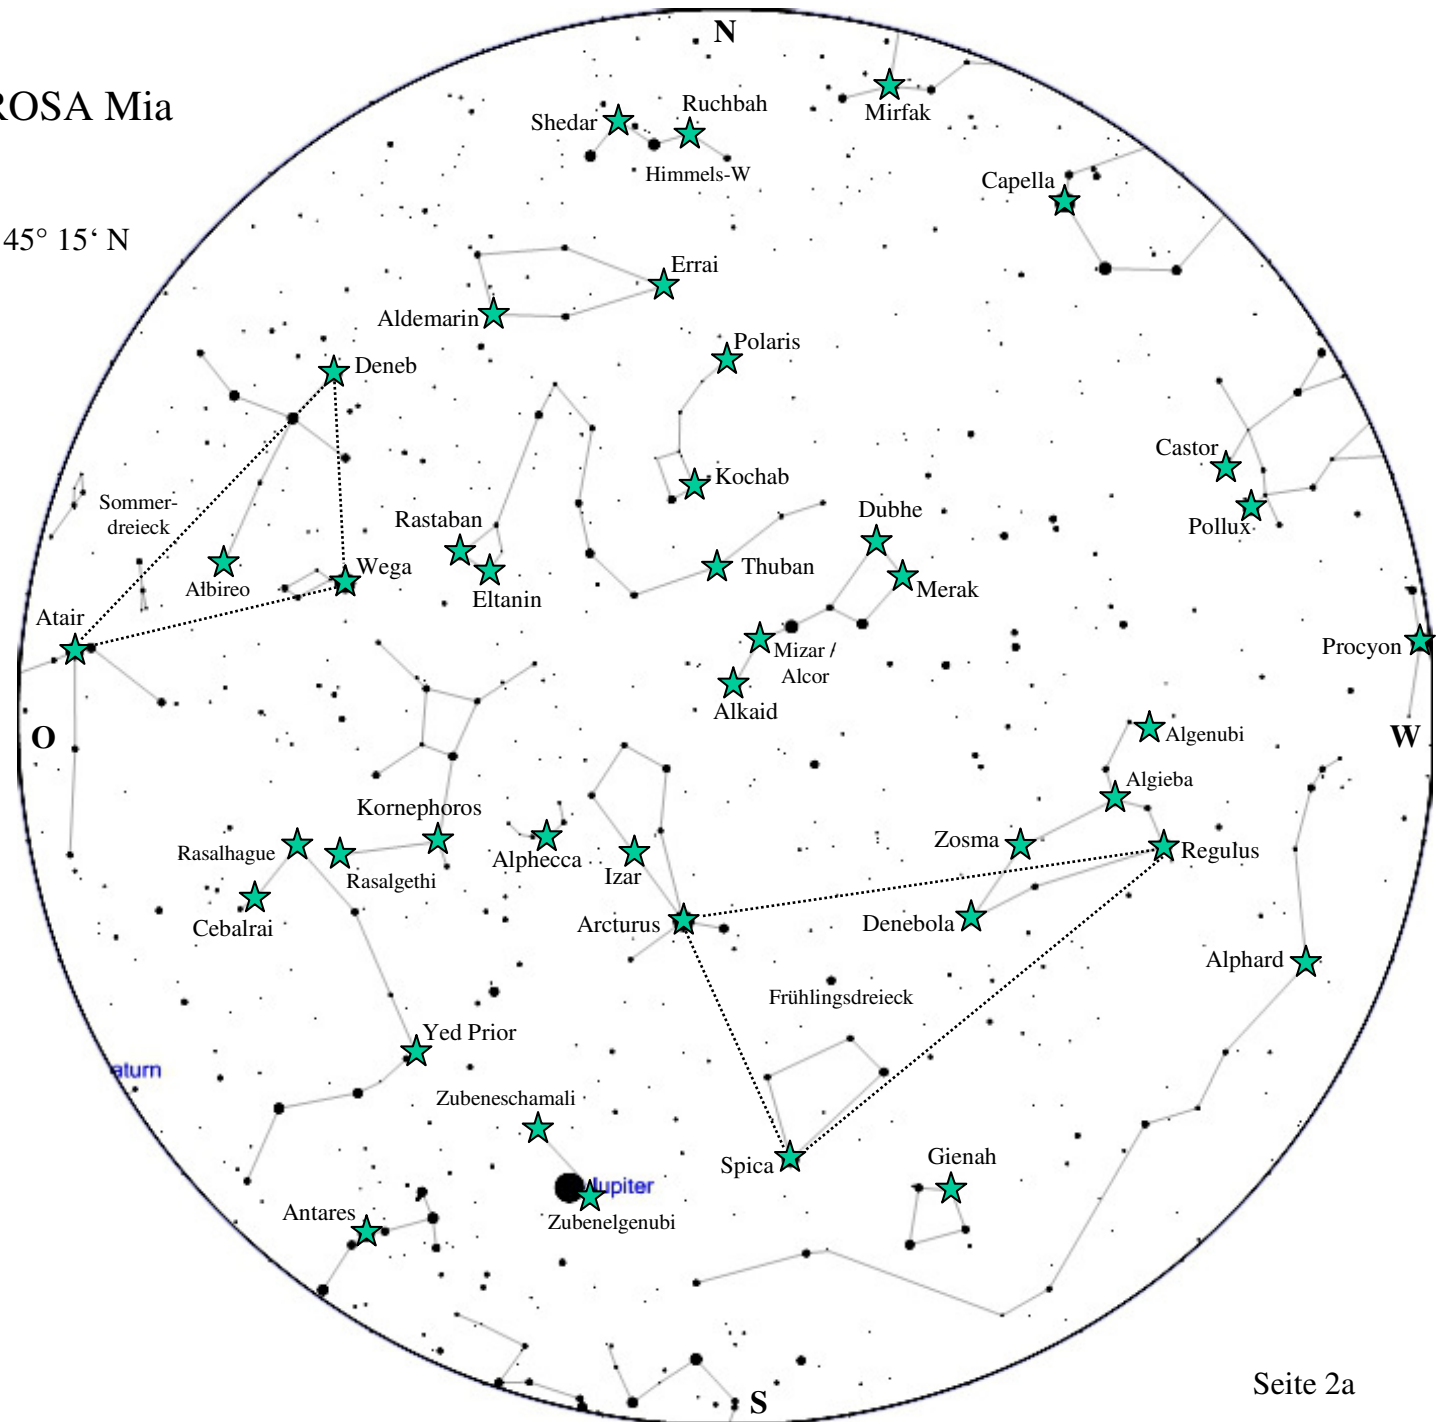 N
ROSA Mia
Mirfak
Ruchbah
Shedar
Himmels-W
Capella
45° 15‘ N
Errai
Aldemarin
Polaris
Deneb
Castor
Kochab
Sommer-
dreieck
Rastaban
Dubhe
Pollux
Wega
Thuban
Albireo
Eltanin
Merak
Atair
Procyon
Mizar /
Alcor
Alkaid
O
Algenubi
W
Algieba
Kornephoros
Zosma
Rasalhague
Alphecca
Regulus
Rasalgethi
Izar
Cebalrai
Arcturus
Denebola
Alphard
Frühlingsdreieck
Yed Prior
aturn
Zubeneschamali
Spica
Gienah
Jupiter
Antares
Zubenelgenubi
Seite 2a
S